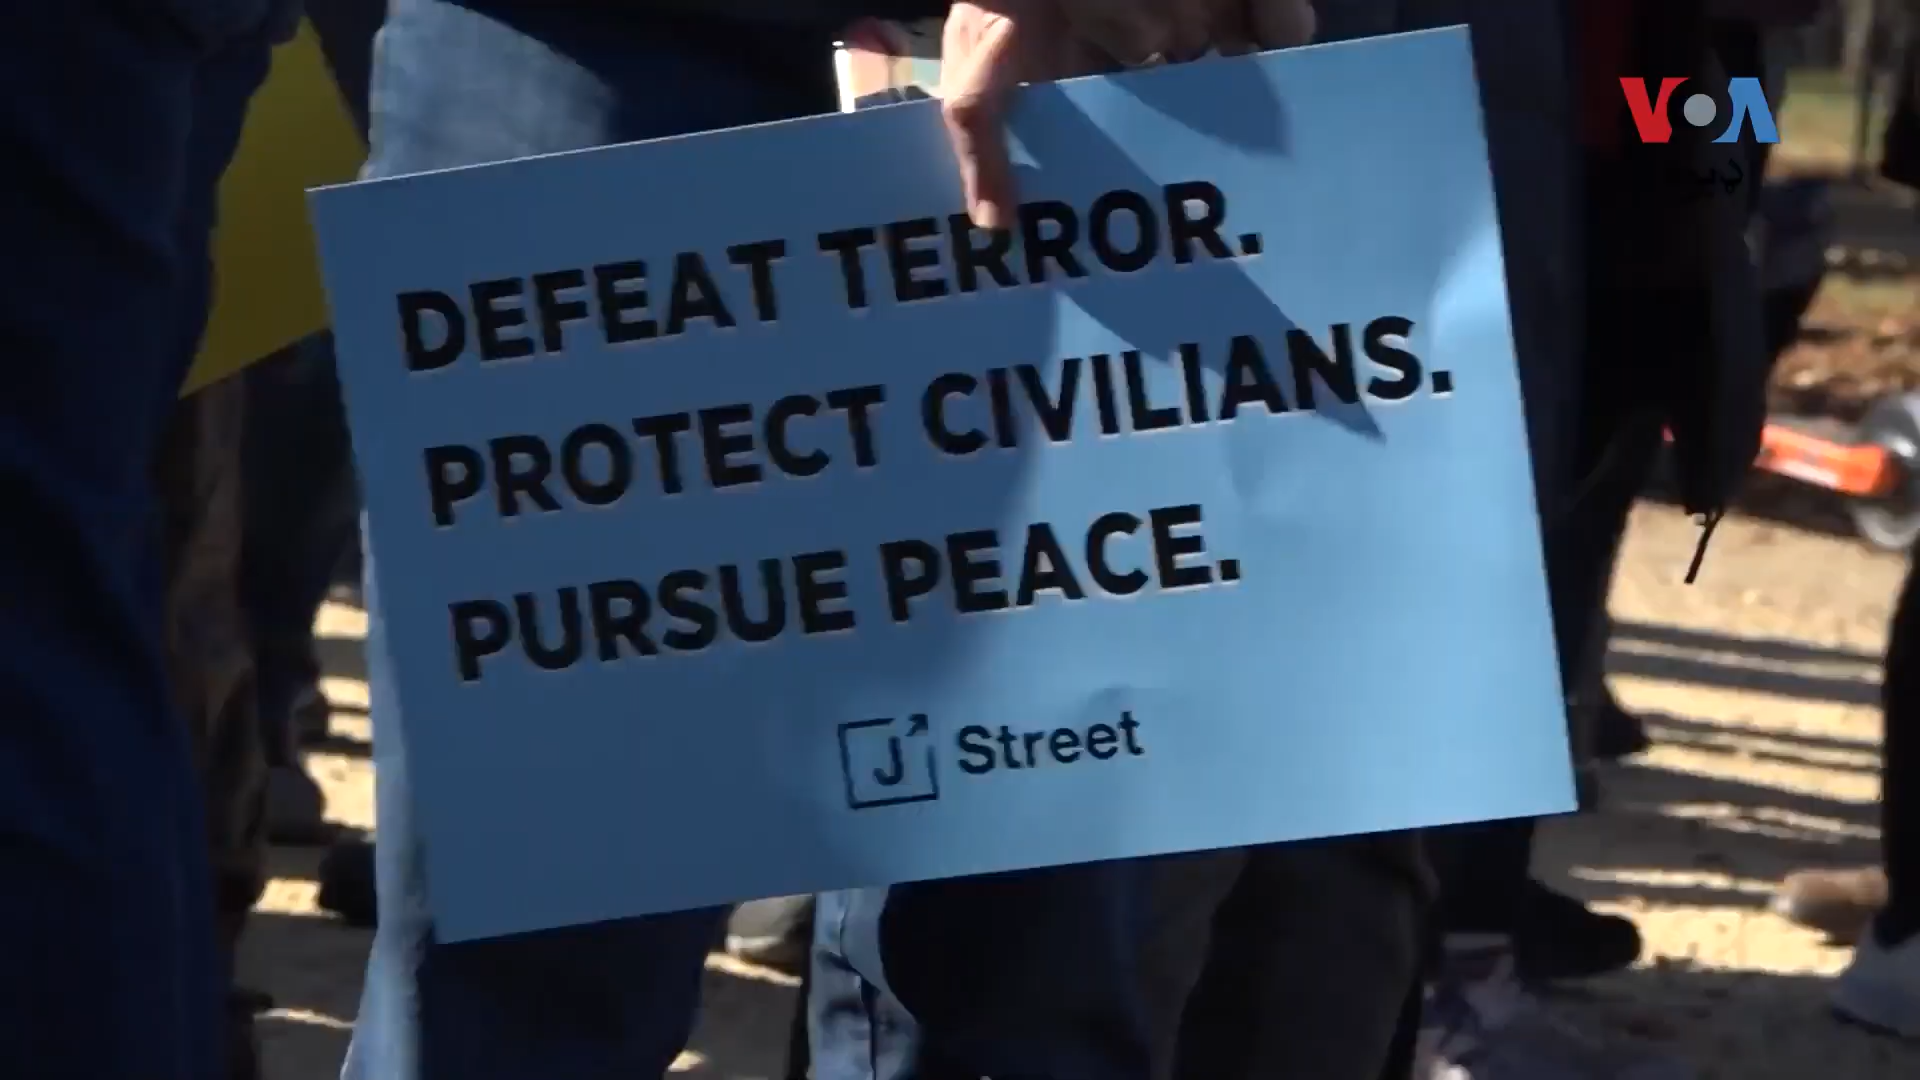 VOA
DEFEAT TERROR.
PROTECT CIVILIANS.
PURSUE PEACE.
J Street